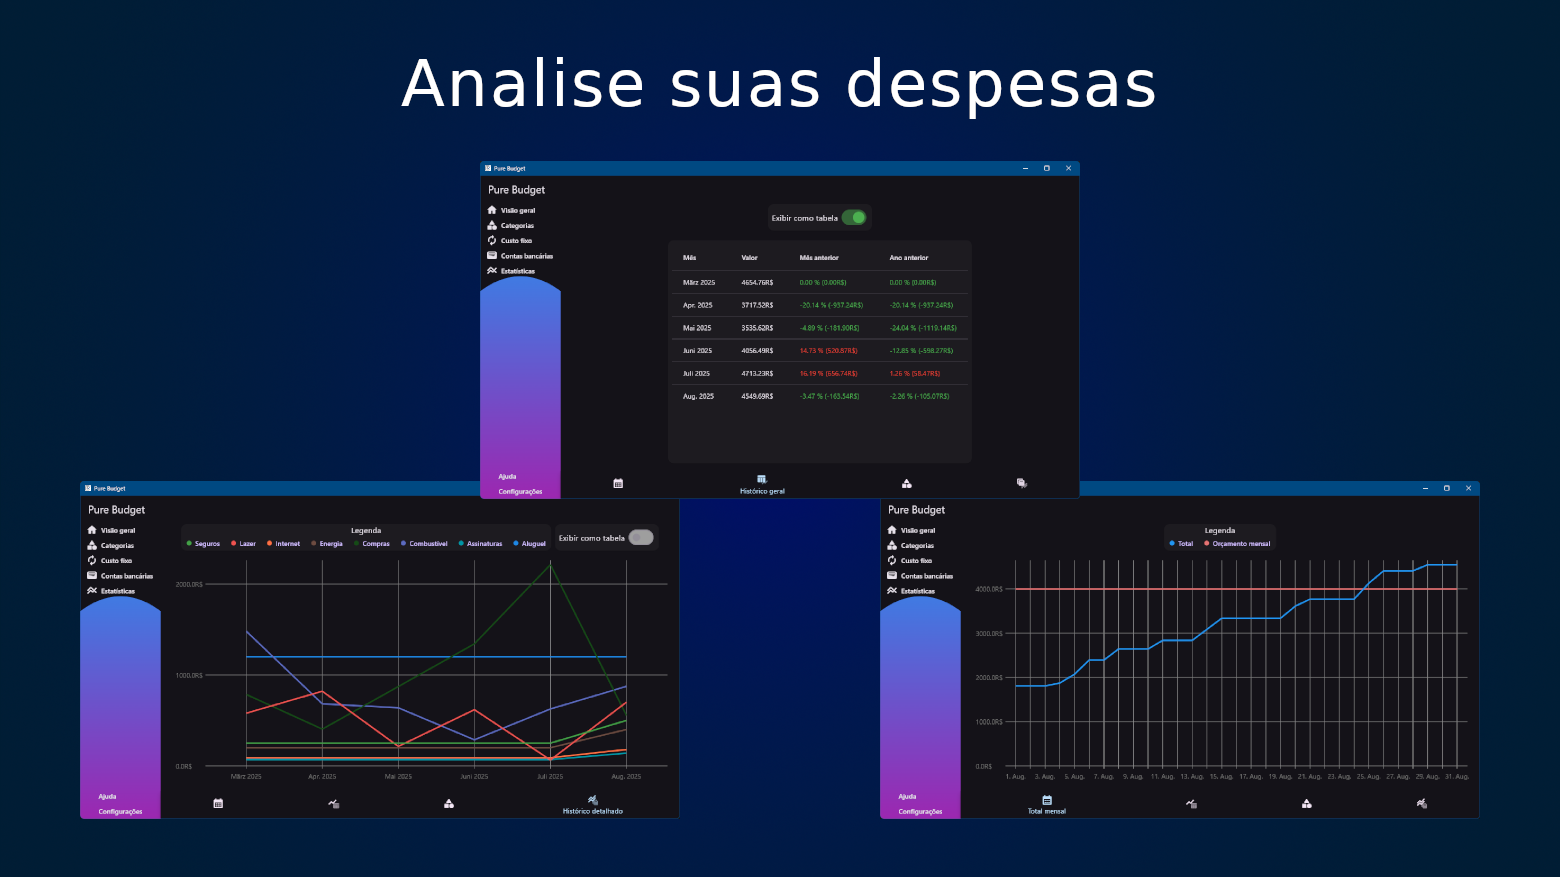 Analise suas despesas
Pure Budget
Pure Budget
Visão geral
Categorias
Custo fixo
Contas bancárias
Estatísticas
Ajuda
Configurações
Exibir como tabela
Mês Valor Mês anterior Ano anterior
März 2025 4654.76R$ 0.00 % (0.00R$) 0.00 % (0.00R$)
Apr. 2025 3717.52R$ -20.14 % (-937.24R$) -20.14 % (-937.24R$)
Mai 2025 3535.62R$ -4.89 % (-181.90R$) -24.04 % (-1119.14R$)
Juni 2025 4056.49R$ 14.73 % (520.87R$) -12.85 % (-598.27R$)
Juli 2025 4713.23R$ 16.19 % (656.74R$) 1.26 % (58.47R$)
Aug. 2025 4549.69R$ -3.47 % (-163.54R$) -2.26 % (-105.07R$)
Histórico geral
Pure Budget
Pure Budget
Visão geral
Categorias
Custo fixo
Contas bancárias
Estatísticas
Ajuda
Configurações
Legenda
Seguros Lazer Internet Energia Compras Combustível Assinaturas Aluguel
Exibir como tabela
2000.0R$
1000.0R$
0.0R$
März 2025 Apr. 2025 Mai 2025 Juni 2025 Juli 2025 Aug. 2025
Histórico detalhado
Pure Budget
Visão geral
Categorias
Custo fixo
Contas bancárias
Estatísticas
Ajuda
Configurações
Legenda
Total Orçamento mensal
4000.0R$
3000.0R$
2000.0R$
1000.0R$
0.0R$
1. Aug. 3. Aug. 5. Aug. 7. Aug. 9. Aug. 11. Aug. 13. Aug. 15. Aug. 17. Aug. 19. Aug. 21. Aug. 23. Aug. 25. Aug. 27. Aug. 29. Aug. 31. Aug.
Total mensal